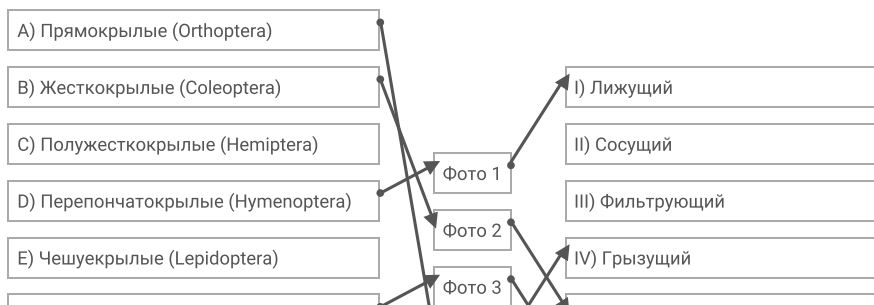 A) Прямокрылые (Orthoptera)
B) Жесткокрылые (Coleoptera)
C) Полужесткокрылые (Hemiptera)
D) Перепончатокрылые (Hymenoptera)
E) Чешуекрылые (Lepidoptera)
Фото 1
Фото 2
Фото 3
I) Лижущий
II) Сосущий
III) Фильтрующий
IV) Грызущий